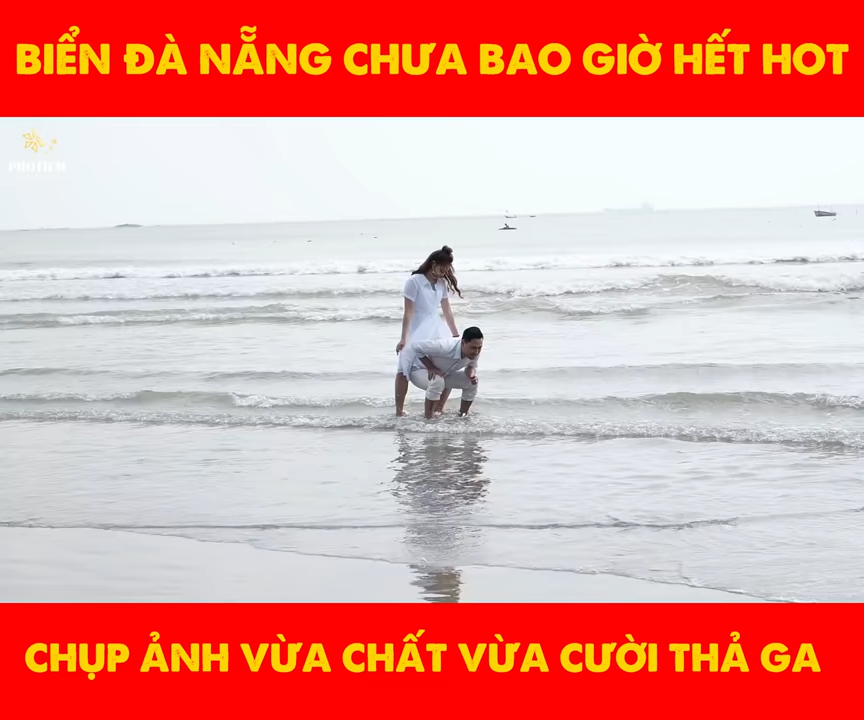 BIỂN ĐÀ NẴNG CHƯA BAO GIỜ HẾT HOT
CHỤP ẢNH VỪA CHẤT VỪA CƯỜI THẢ GA